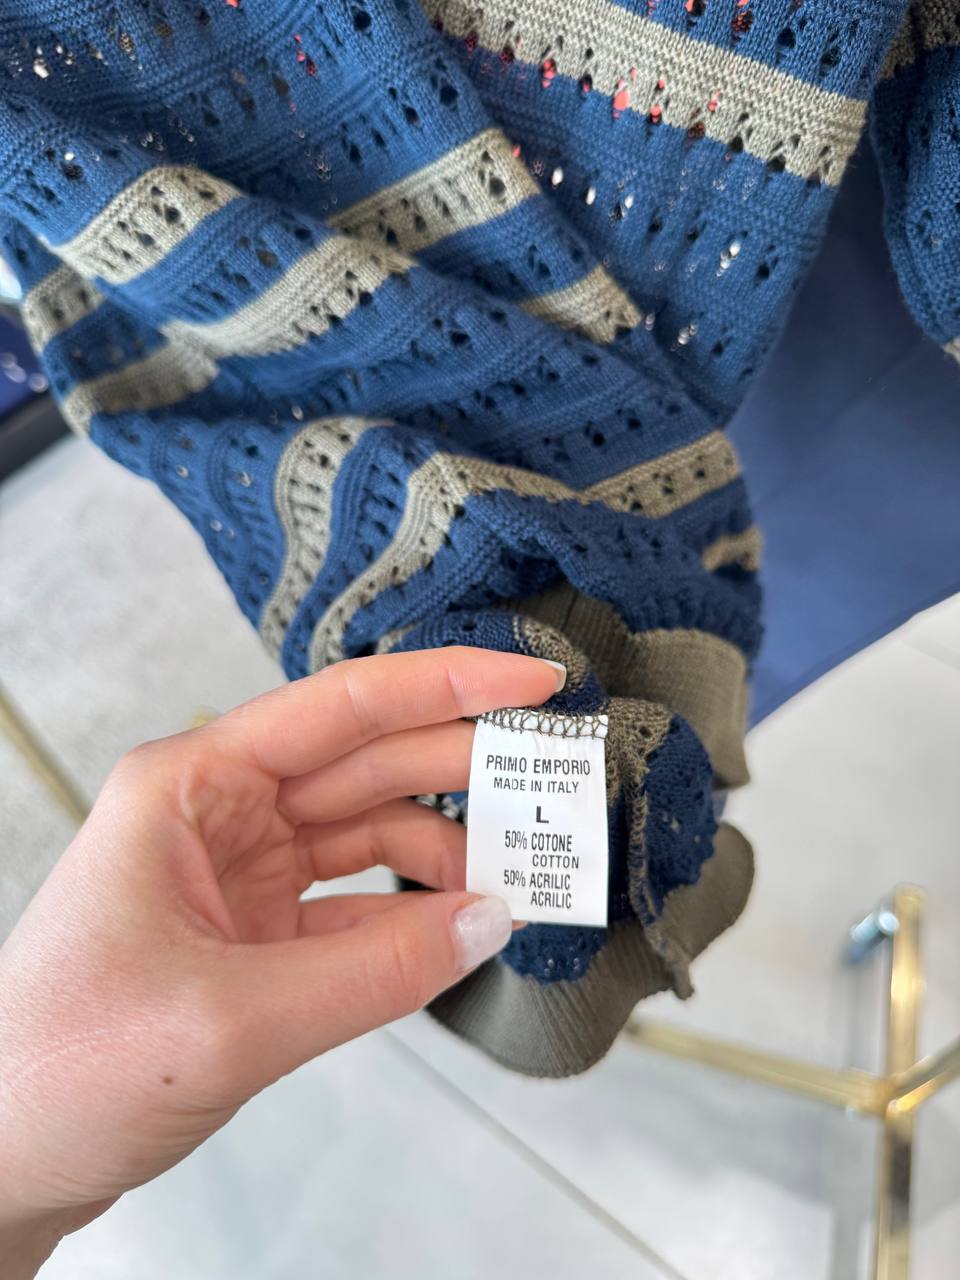 PRIMO EMPORIO
MADE IN ITALY
L
50% COTONE
COTTON
50% ACRILIC
ACRILIC